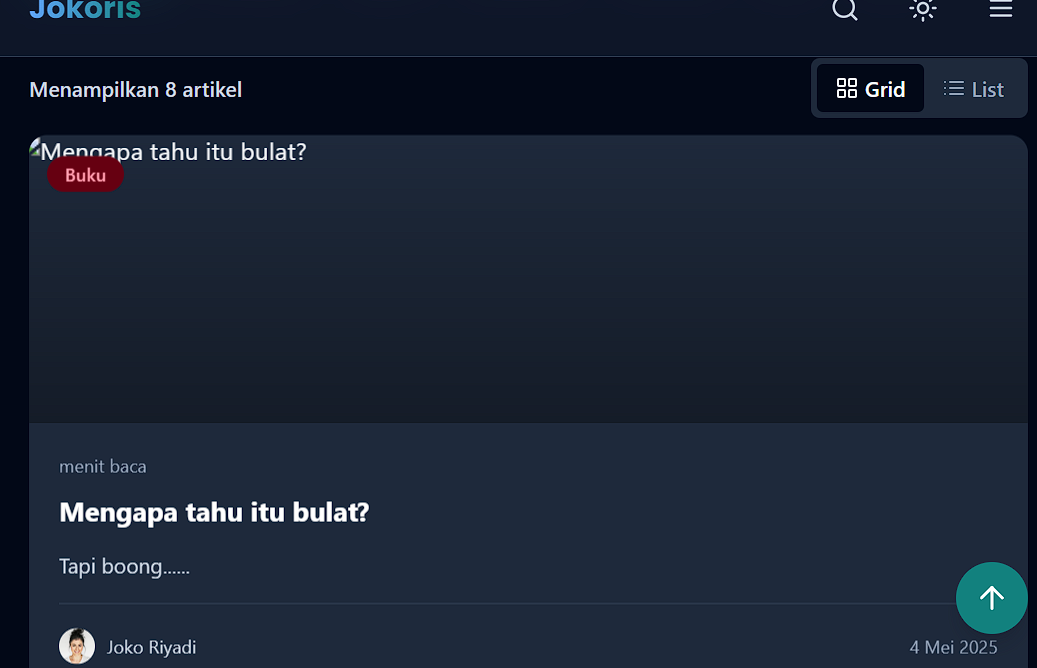 Jokoris
Menampilkan 8 artikel
Grid
List
Mengapa tahu itu bulat?
Buku
menit baca
Mengapa tahu itu bulat?
Tapi boong......
Joko Riyadi
4 Mei 2025